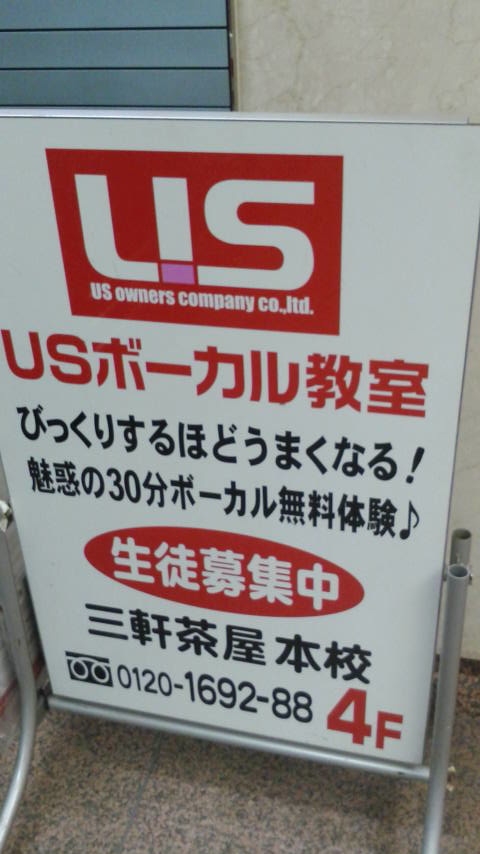 US
US owners company co.,ltd.
USボーカル教室
びっくりするほどうまくなる!
魅惑の30分ボーカル無料体験♪
生徒募集中
三軒茶屋本校
0120-1692-88 4F